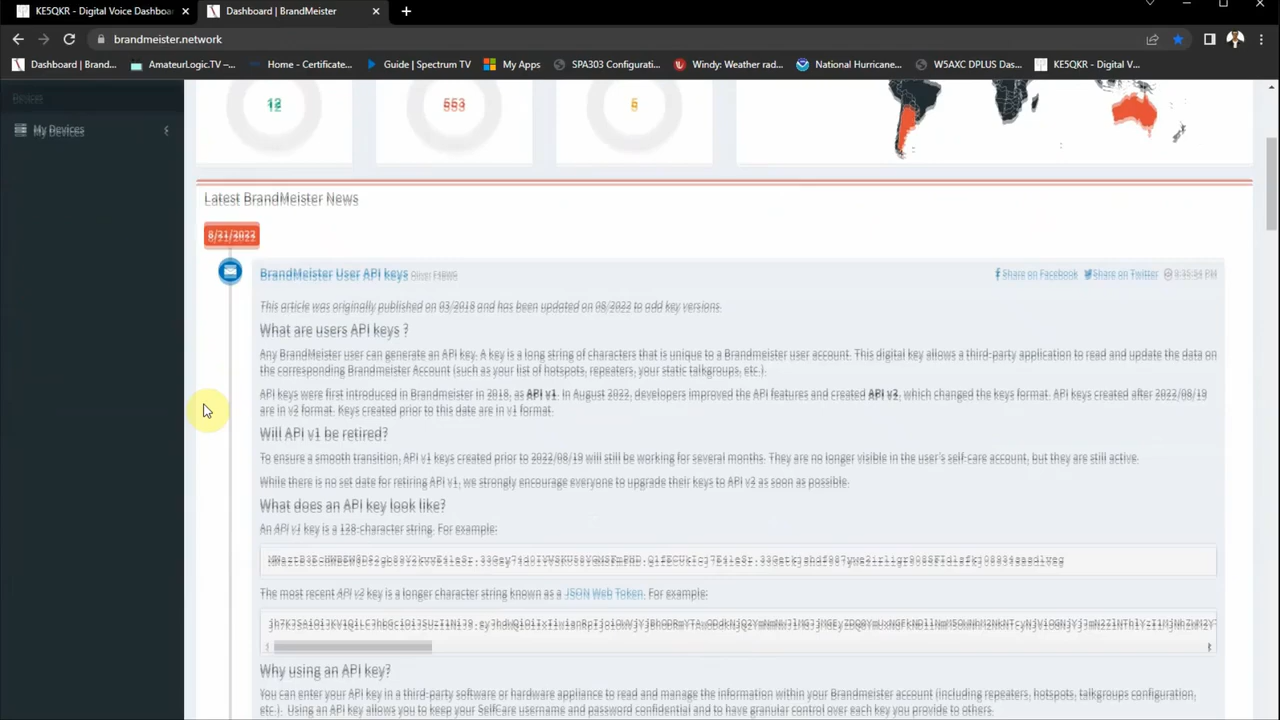 KE5QKR - Digital Voice Dashboa
Dashboard | BrandMeister
brandmeister.network
Dashboard | Brand...
AmateurLogic.TV –...
Home - Certificate...
Guide | Spectrum TV
My Apps
SPA303 Configurati...
Windy: Weather rad...
National Hurricane...
W5AXC DPLUS Das...
KE5QKR - Digital V...
Devices
My Devices
12
553
Latest BrandMeister News
8/21/2022
BrandMeister User API keys
Share on Facebook
Share on Twitter
This article was originally published on 03/2018 and has been updated on 08/2022 to add key versions.
What are users API keys ?
Any BrandMeister user can generate an API key. A key is a long string of characters that is unique to a Brandmeister user account. This digital key allows a third-party application to read and update the data on
the corresponding Brandmeister Account (such as your list of hotspots, repeaters, your static talkgroups, etc.).
API keys were first introduced in Brandmeister in 2018, as API v1. In August 2022, developers improved the API features and created API v2, which changed the keys format. API keys created after 2022/08/19
are in v2 format. Keys created prior to this date are in v1 format.
Will API v1 be retired?
To ensure a smooth transition, API v1 keys created prior to 2022/08/19 will still be working for several months. They are no longer visible in the user's self-care account, but they are still active.
While there is no set date for retiring API v1, we strongly encourage everyone to upgrade their keys to API v2 as soon as possible.
What does an API key look like?
An API v1 key is a 128-character string. For example:
The most recent API v2 key is a longer character string known as a JSON Web Token. For example:
Why using an API key?
You can enter your API key in a third-party software or hardware appliance to read and manage the information within your Brandmeister account (including repeaters, hotspots, talkgroups configuration,
etc.). Using an API key allows you to keep your SelfCare username and password confidential and to have granular control over each key you provide to others.